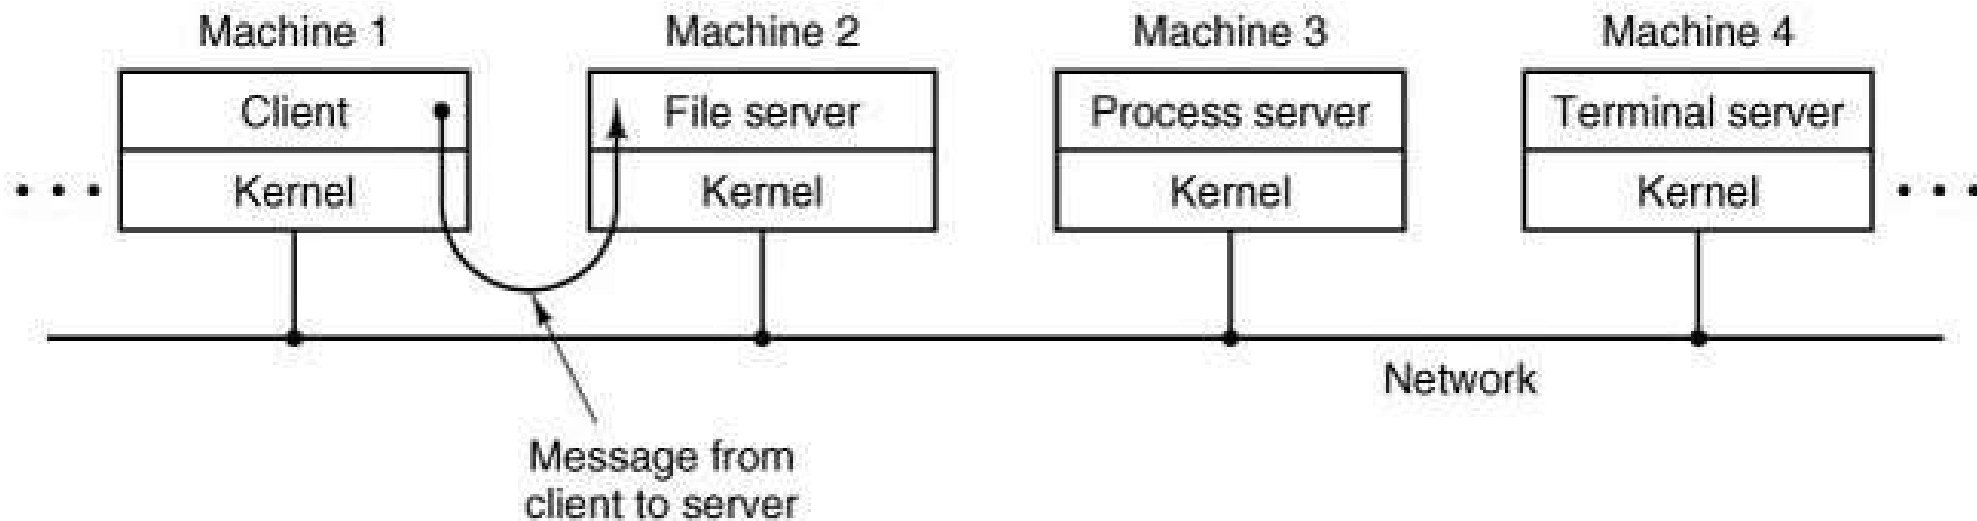 Machine 1
Machine 2
Machine 3
Machine 4
Client
File server
Process server
Terminal server
Kernel
Kernel
Kernel
Kernel
Network
Message from
client to server